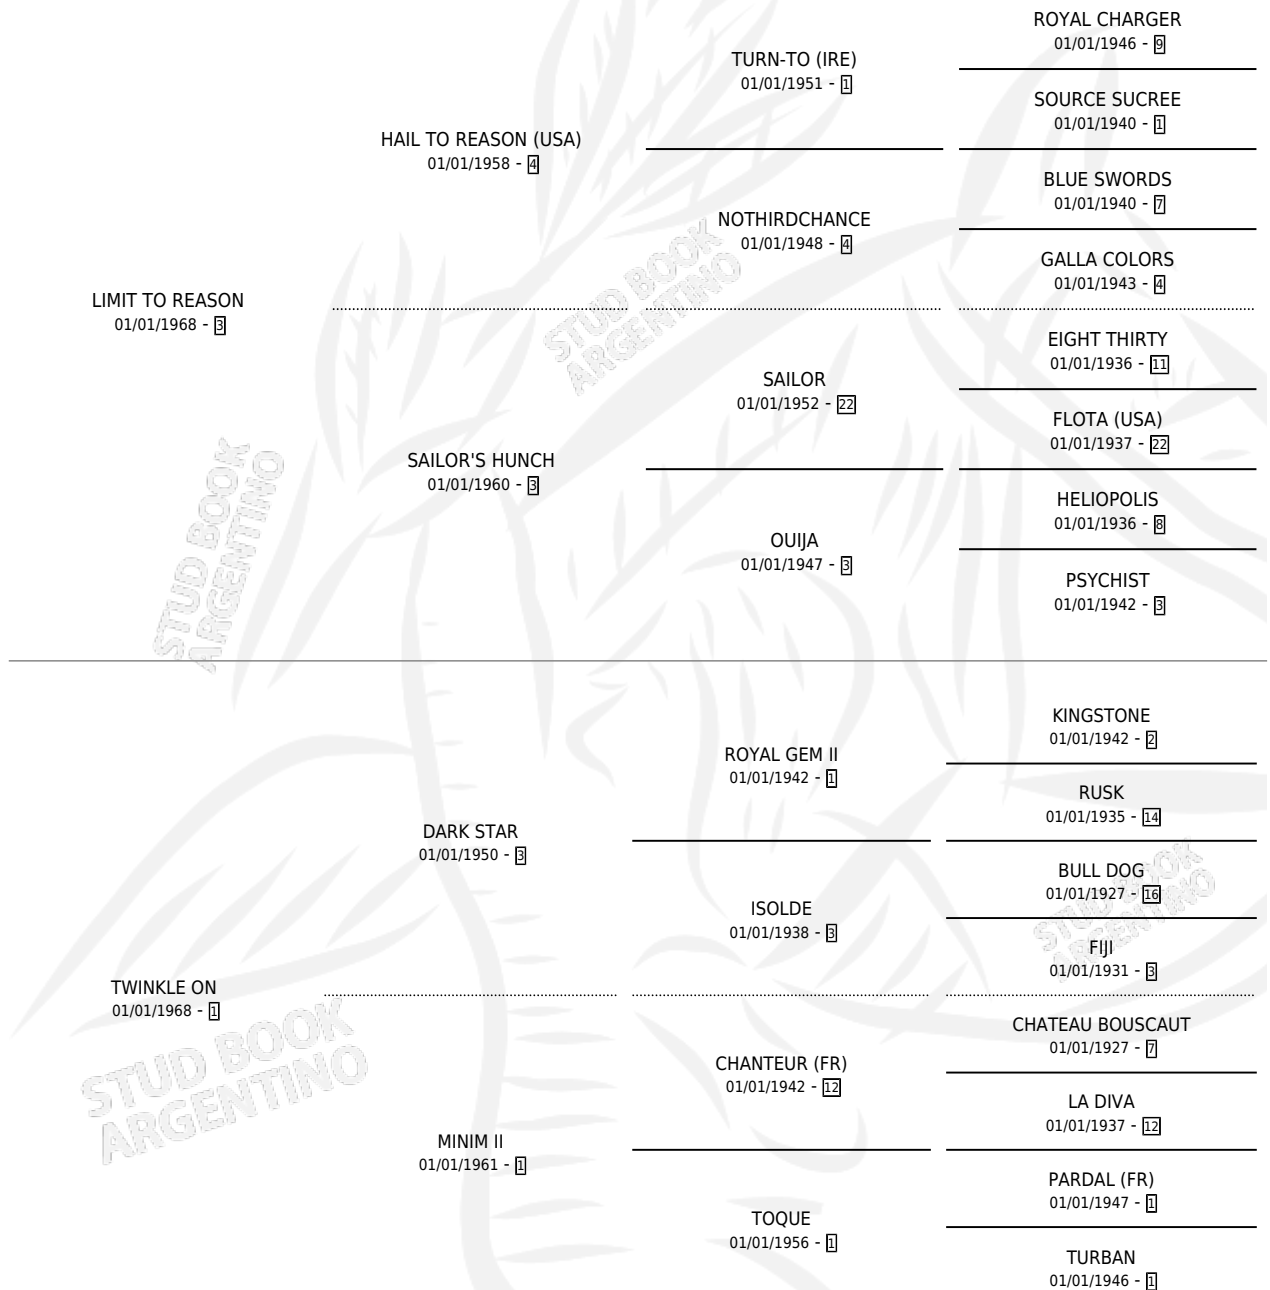 ROYAL CHARGER
01/01/1946 - 9
TURN-TO (IRE)
01/01/1951 - 1
SOURCE SUCREE
01/01/1940 - 1
HAIL TO REASON (USA)
01/01/1958 - 4
BLUE SWORDS
01/01/1940 - 7
NOTHIRDCHANCE
01/01/1948 - 4
GALLA COLORS
01/01/1943 - 4
LIMIT TO REASON
01/01/1968 - 3
EIGHT THIRTY
01/01/1936 - 11
SAILOR
01/01/1952 - 22
FLOTA (USA)
01/01/1937 - 22
SAILOR'S HUNCH
01/01/1960 - 3
HELIOPOLIS
01/01/1936 - 8
OUIJA
01/01/1947 - 3
PSYCHIST
01/01/1942 - 3
KINGSTONE
01/01/1942 - 2
ROYAL GEM II
01/01/1942 - 1
RUSK
01/01/1935 - 14
DARK STAR
01/01/1950 - 3
BULL DOG
01/01/1927 - 16
ISOLDE
01/01/1938 - 3
FIJI
01/01/1931 - 3
TWINKLE ON
01/01/1968 - 1
CHATEAU BOUSCAUT
01/01/1927 - 7
CHANTEUR (FR)
01/01/1942 - 12
LA DIVA
01/01/1937 - 12
MINIM II
01/01/1961 - 1
PARDAL (FR)
01/01/1947 - 1
TOQUE
01/01/1956 - 1
TURBAN
01/01/1946 - 1
STUD BOOK
ARGENTINO
STUD BOOK
ARGENTINO
STUD BOOK
ARGENTINO
STUD BOOK
ARGENTINO